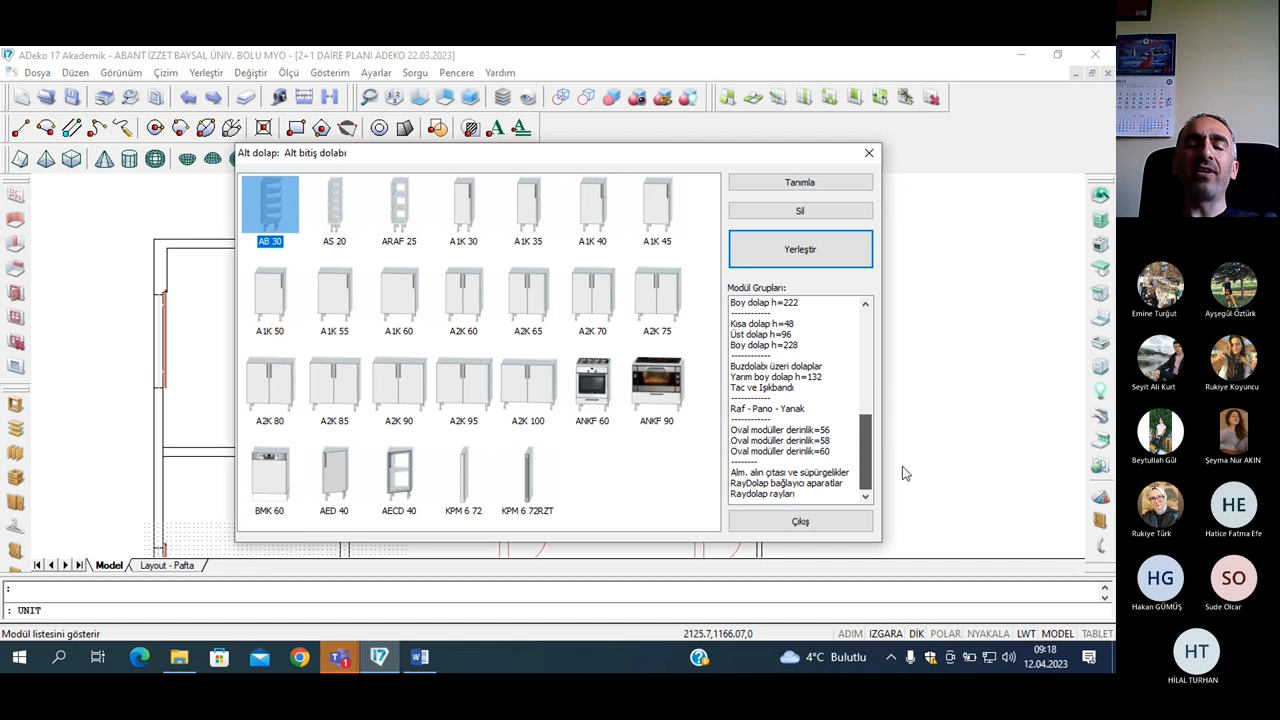 ADeko 17 Akademik - ABANT İZZET BAYSAL ÜNİV. BOLU MYO - [2+1 DAİRE PLANI ADEKO 22.03.2023]
Dosya Düzen Görünüm Çizim Yerleştir Değiştir Ölçü Gösterim Ayarlar Sorgu Pencere Yardım
Alt dolap: Alt bitiş dolabı
AB 30 AS 20 ARAF 25 A1K 30 A1K 35 A1K 40 A1K 45
A1K 50 A1K 55 A1K 60 A2K 60 A2K 65 A2K 70 A2K 75
A2K 80 A2K 85 A2K 90 A2K 95 A2K 100 ANKF 60 ANKF 90
BMK 60 AED 40 AECD 40 KPM 6 72 KPM 6 72RZT
Tanımla
Sil
Yerleştir
Modül Grupları:
Boy dolap h=222
------------
Kısa dolap h=48
Üst dolap h=96
Boy dolap h=228
------------
Buzdolabı üzeri dolaplar
Yarım boy dolap h=132
Tac ve Işıkbandı
------------
Raf - Pano - Yanak
------------
Oval modüller derinlik=56
Oval modüller derinlik=58
Oval modüller derinlik=60
--------
Alm. alın çıtası ve süpürgelikler
RayDolap bağlayıcı aparatlar
Raydolap rayları
Çıkış
Model Layout - Pafta
:
: UNIT
Modül listesini gösterir
2125.7,1166.07,0
ADIM IZGARA DİK POLAR NYAKALA LWT MODEL TABLET
4°C Bulutlu
09:18
12.04.2023
Emine Turğut
Ayşegül Öztürk
Seyit Ali Kurt
Rukiye Koyuncu
Beytullah Gül
Şeyma Nur AKIN
Rukiye Türk
HE
Hatice Fatma Efe
HG
Hakan GÜMÜŞ
SO
Sude Olcar
HT
HİLAL TURHAN